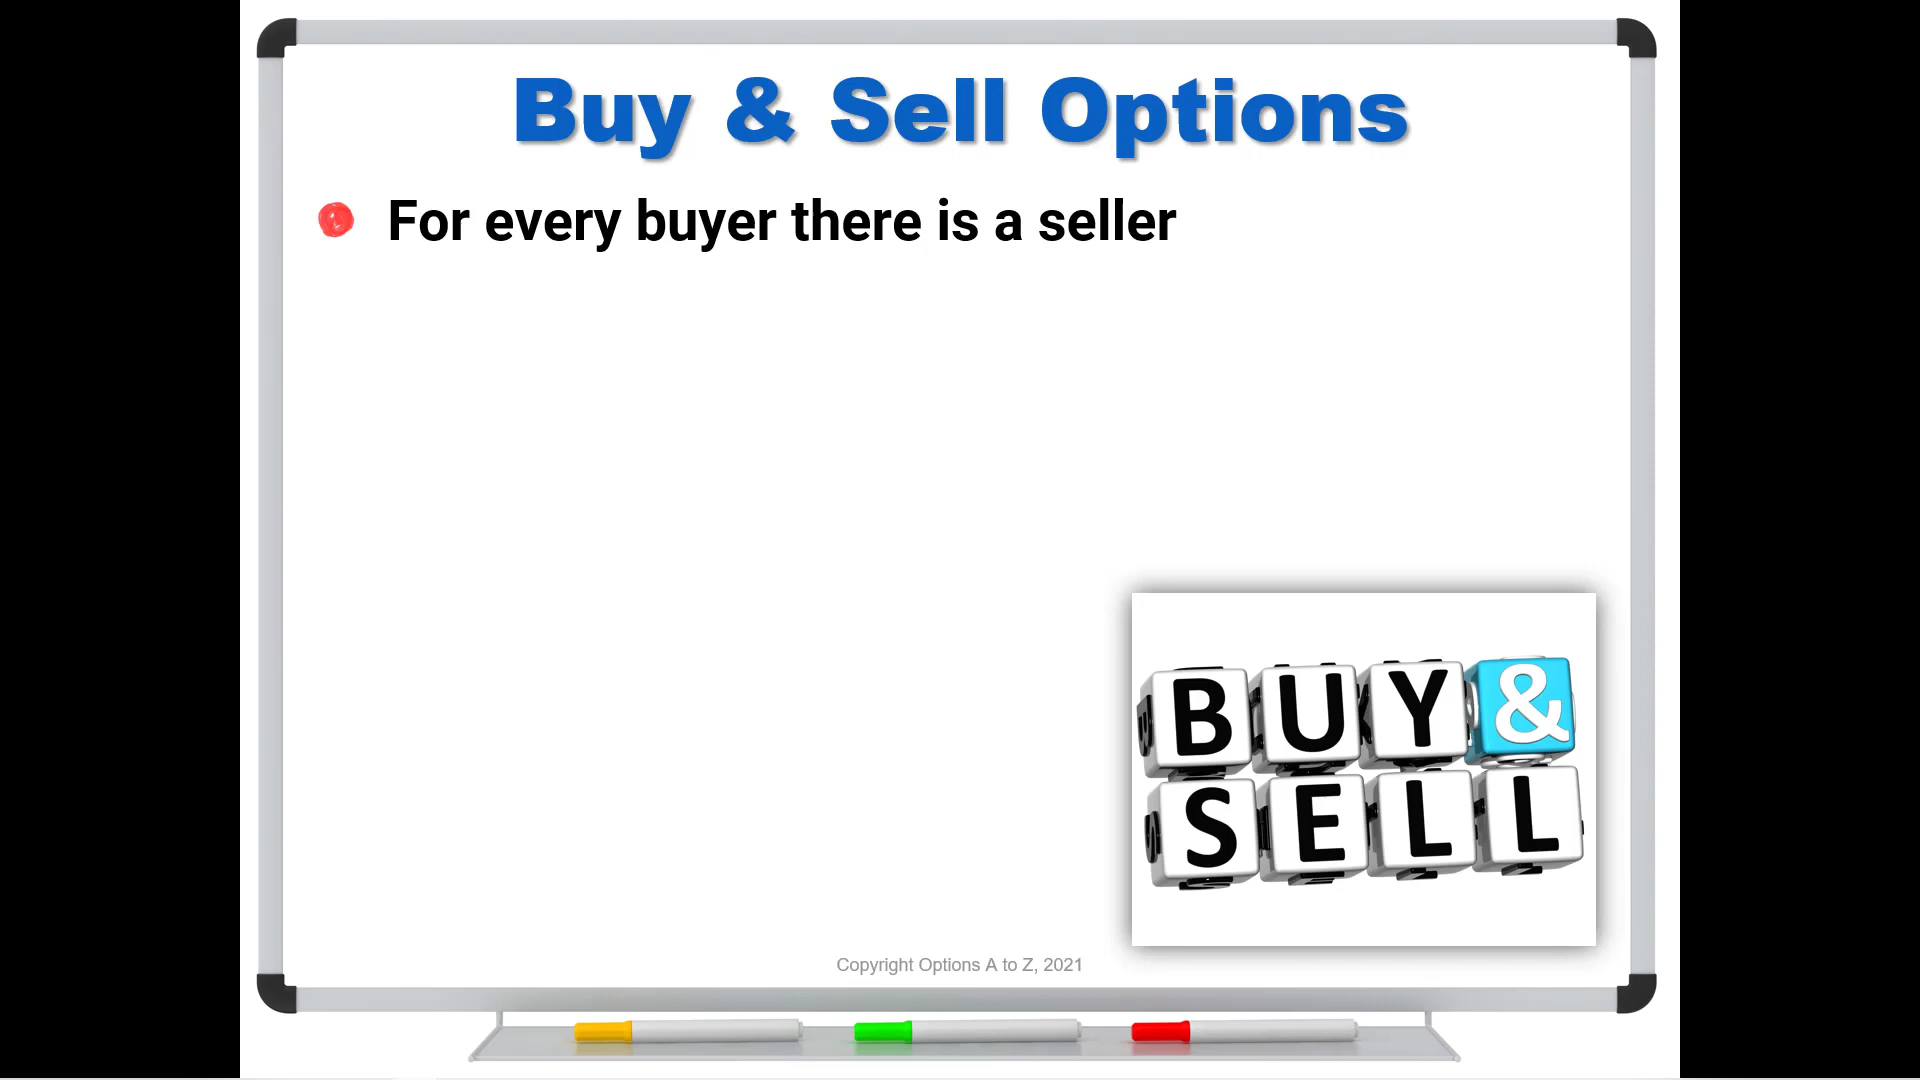 Buy & Sell Options
For every buyer there is a seller
BUY&
SELL
Copyright Options A to Z, 2021